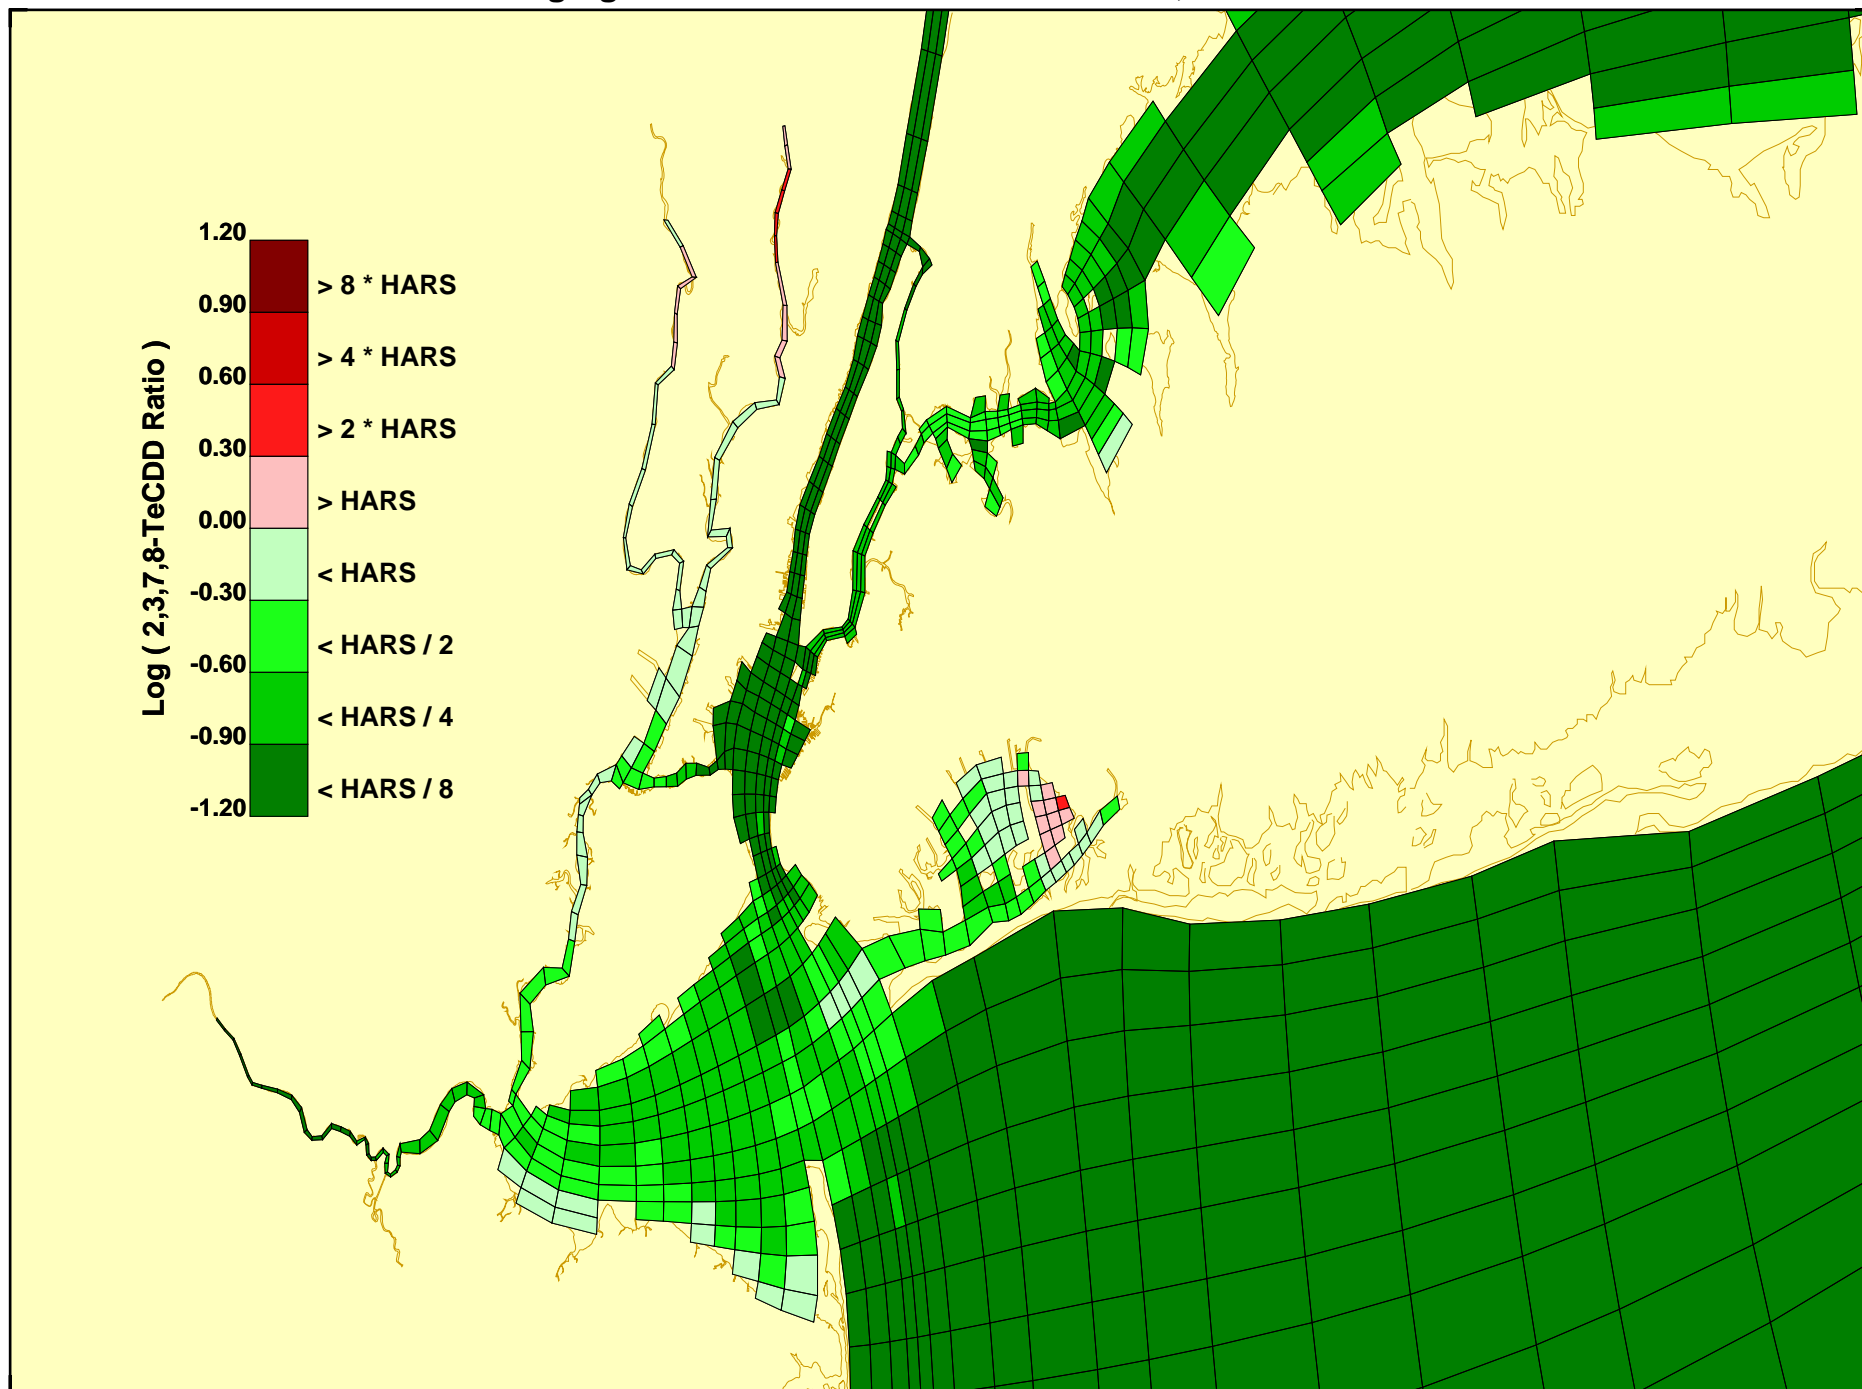 1.20
> 8 * HARS
0.90
> 4 * HARS
0.60
> 2 * HARS
0.30
> HARS
0.00
< HARS
-0.30
< HARS / 2
-0.60
< HARS / 4
-0.90
< HARS / 8
-1.20
Log ( 2,3,7,8-TeCDD Ratio )